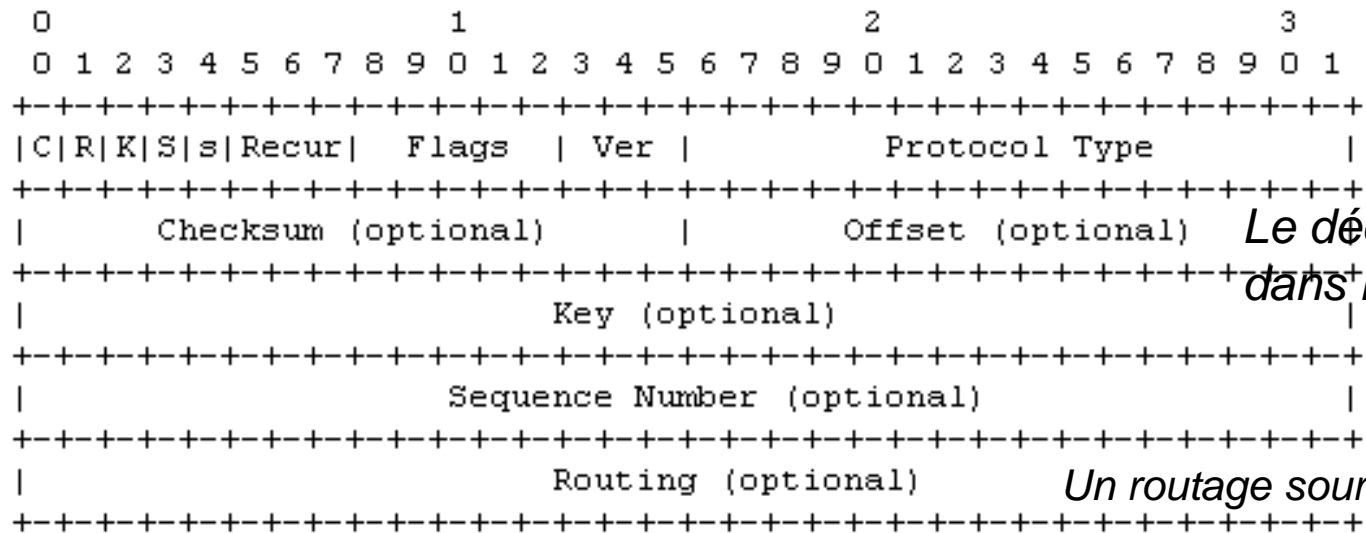 0 1 2 3
0 1 2 3 4 5 6 7 8 9 0 1 2 3 4 5 6 7 8 9 0 1 2 3 4 5 6 7 8 9 0 1
+-+-+-+-+-+-+-+-+-+-+-+-+-+-+-+-+-+-+-+-+-+-+-+-+-+-+-+-+-+-+-+-+
|C|R|K|S|s|Recur| Flags | Ver | Protocol Type |
+-+-+-+-+-+-+-+-+-+-+-+-+-+-+-+-+-+-+-+-+-+-+-+-+-+-+-+-+-+-+-+-+
| Checksum (optional) | Offset (optional) |
Le
+-+-+-+-+-+-+-+-+-+-+-+-+-+-+-+-+-+-+-+-+-+-+-+-+-+-+-+-+-+-+-+-+
dans
| Key (optional) |
+-+-+-+-+-+-+-+-+-+-+-+-+-+-+-+-+-+-+-+-+-+-+-+-+-+-+-+-+-+-+-+-+
| Sequence Number (optional) |
+-+-+-+-+-+-+-+-+-+-+-+-+-+-+-+-+-+-+-+-+-+-+-+-+-+-+-+-+-+-+-+-+
| Routing (optional) Un routage
+-+-+-+-+-+-+-+-+-+-+-+-+-+-+-+-+-+-+-+-+-+-+-+-+-+-+-+-+-+-+-+-+